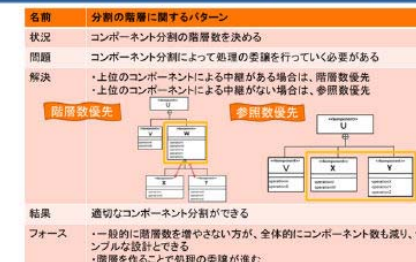 名前 分割の階層に関するパターン
状況 コンポーネント分割の階層数を決める
問題 コンポーネント分割によって処理の委譲を行っていく必要がある
解決 ・上位のコンポーネントによる中継がある場合は、階層数優先
・上位のコンポーネントによる中継がない場合は、参照数優先
階層数優先 参照数優先
U U
V W V X Y
X Y
結果 適切なコンポーネント分割ができる
フォース ・一般的に階層数を増やさない方が、全体的にコンポーネント数も減り、
ンプルな設計とできる
・階層を作ることで処理の委譲が進む